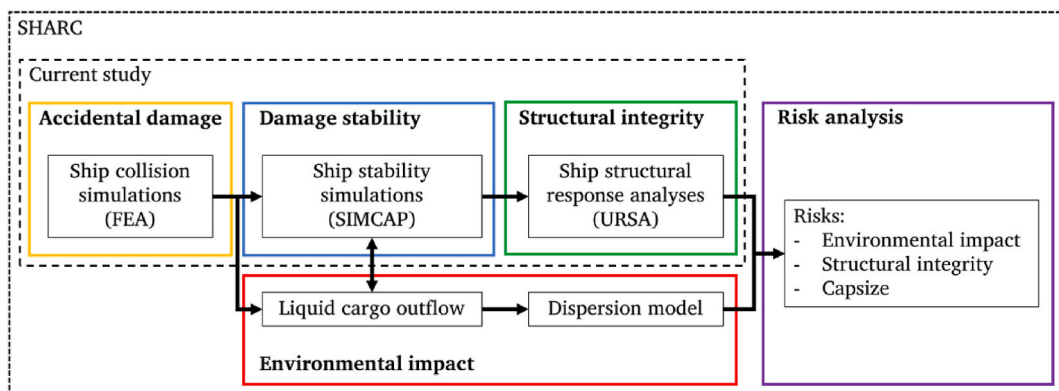 SHARC
Current study
Accidental damage
Ship collision
simulations
(FEA)
Damage stability
Ship stability
simulations
(SIMCAP)
Structural integrity
Ship structural
response analyses
(URSA)
Risk analysis
Risks:
- Environmental impact
- Structural integrity
- Capsize
Liquid cargo outflow
Dispersion model
Environmental impact